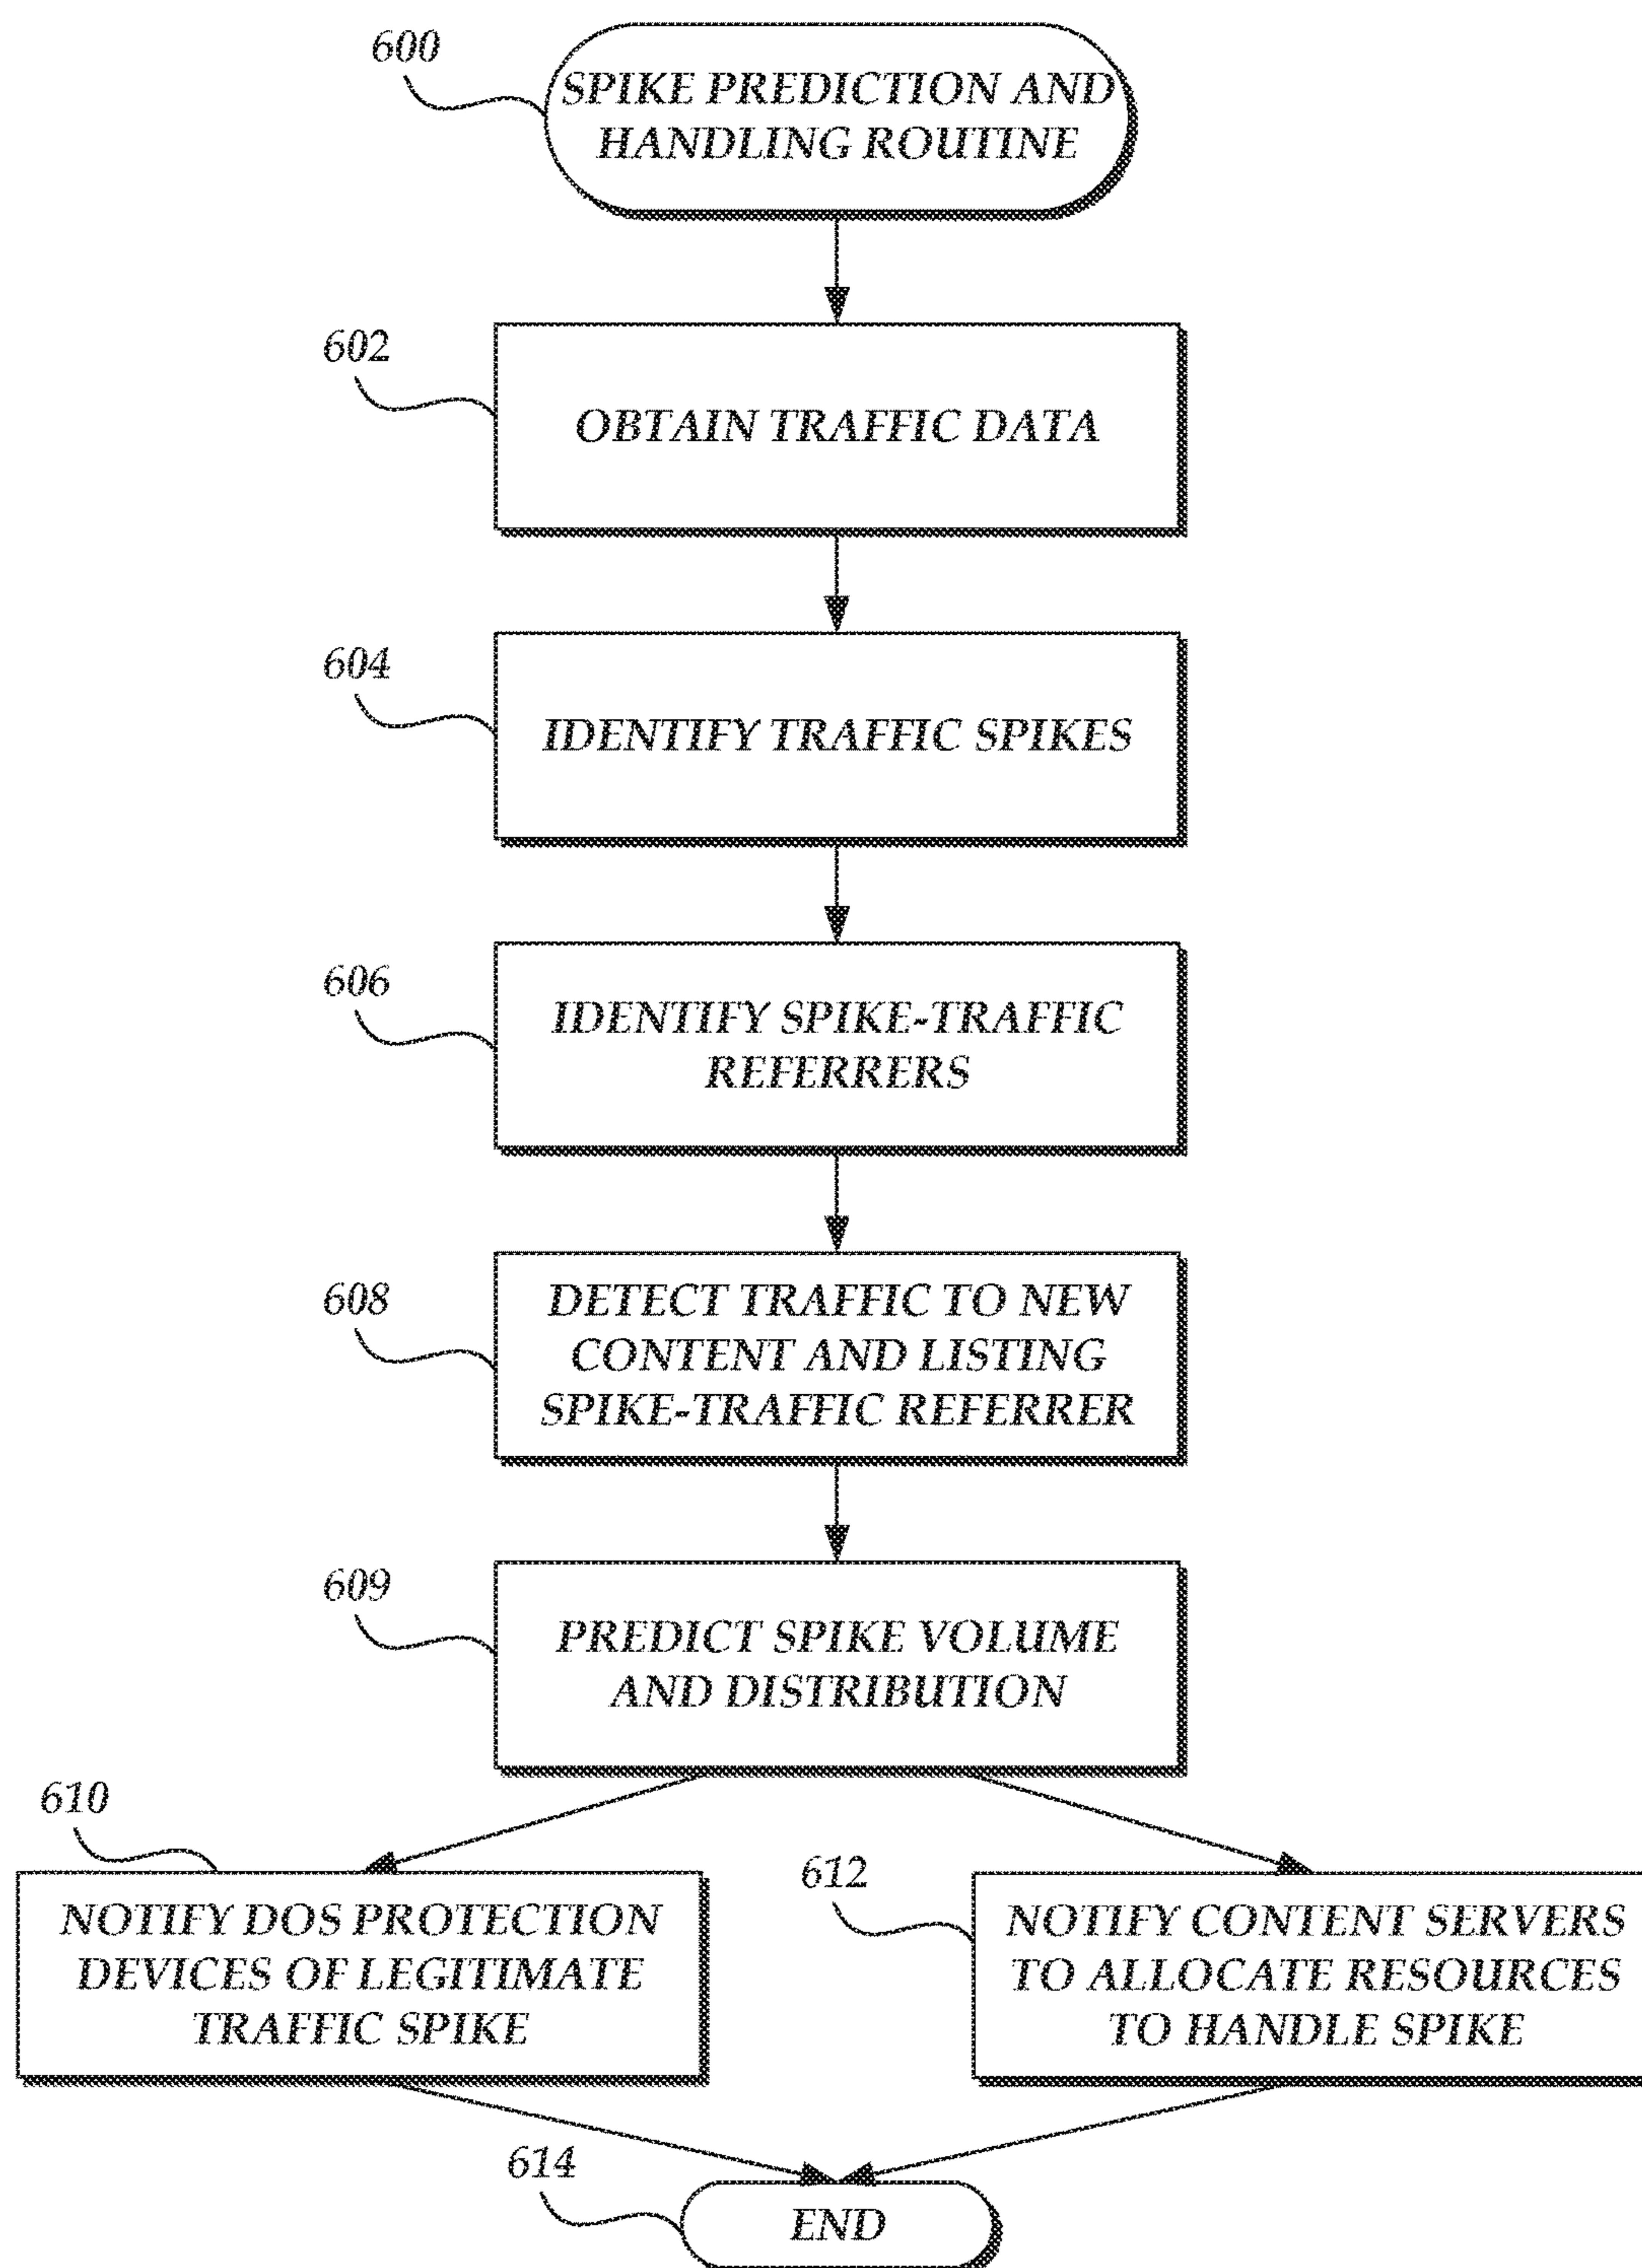 600
SPIKE PREDICTION AND
HANDLING ROUTINE
602
OBTAIN TRAFFIC DATA
604
IDENTIFY TRAFFIC SPIKES
606
IDENTIFY SPIKE-TRAFFIC
REFERRERS
608
DETECT TRAFFIC TO NEW
CONTENT AND LISTING
SPIKE-TRAFFIC REFERRER
609
PREDICT SPIKE VOLUME
AND DISTRIBUTION
610
NOTIFY DOS PROTECTION
DEVICES OF LEGITIMATE
TRAFFIC SPIKE
612
NOTIFY CONTENT SERVERS
TO ALLOCATE RESOURCES
TO HANDLE SPIKE
614
END